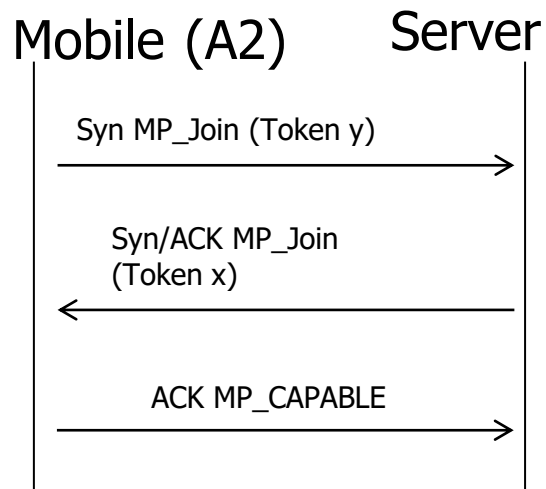 Mobile (A2) Server
Syn MP_Join (Token y)
Syn/ACK MP_Join
(Token x)
ACK MP_CAPABLE